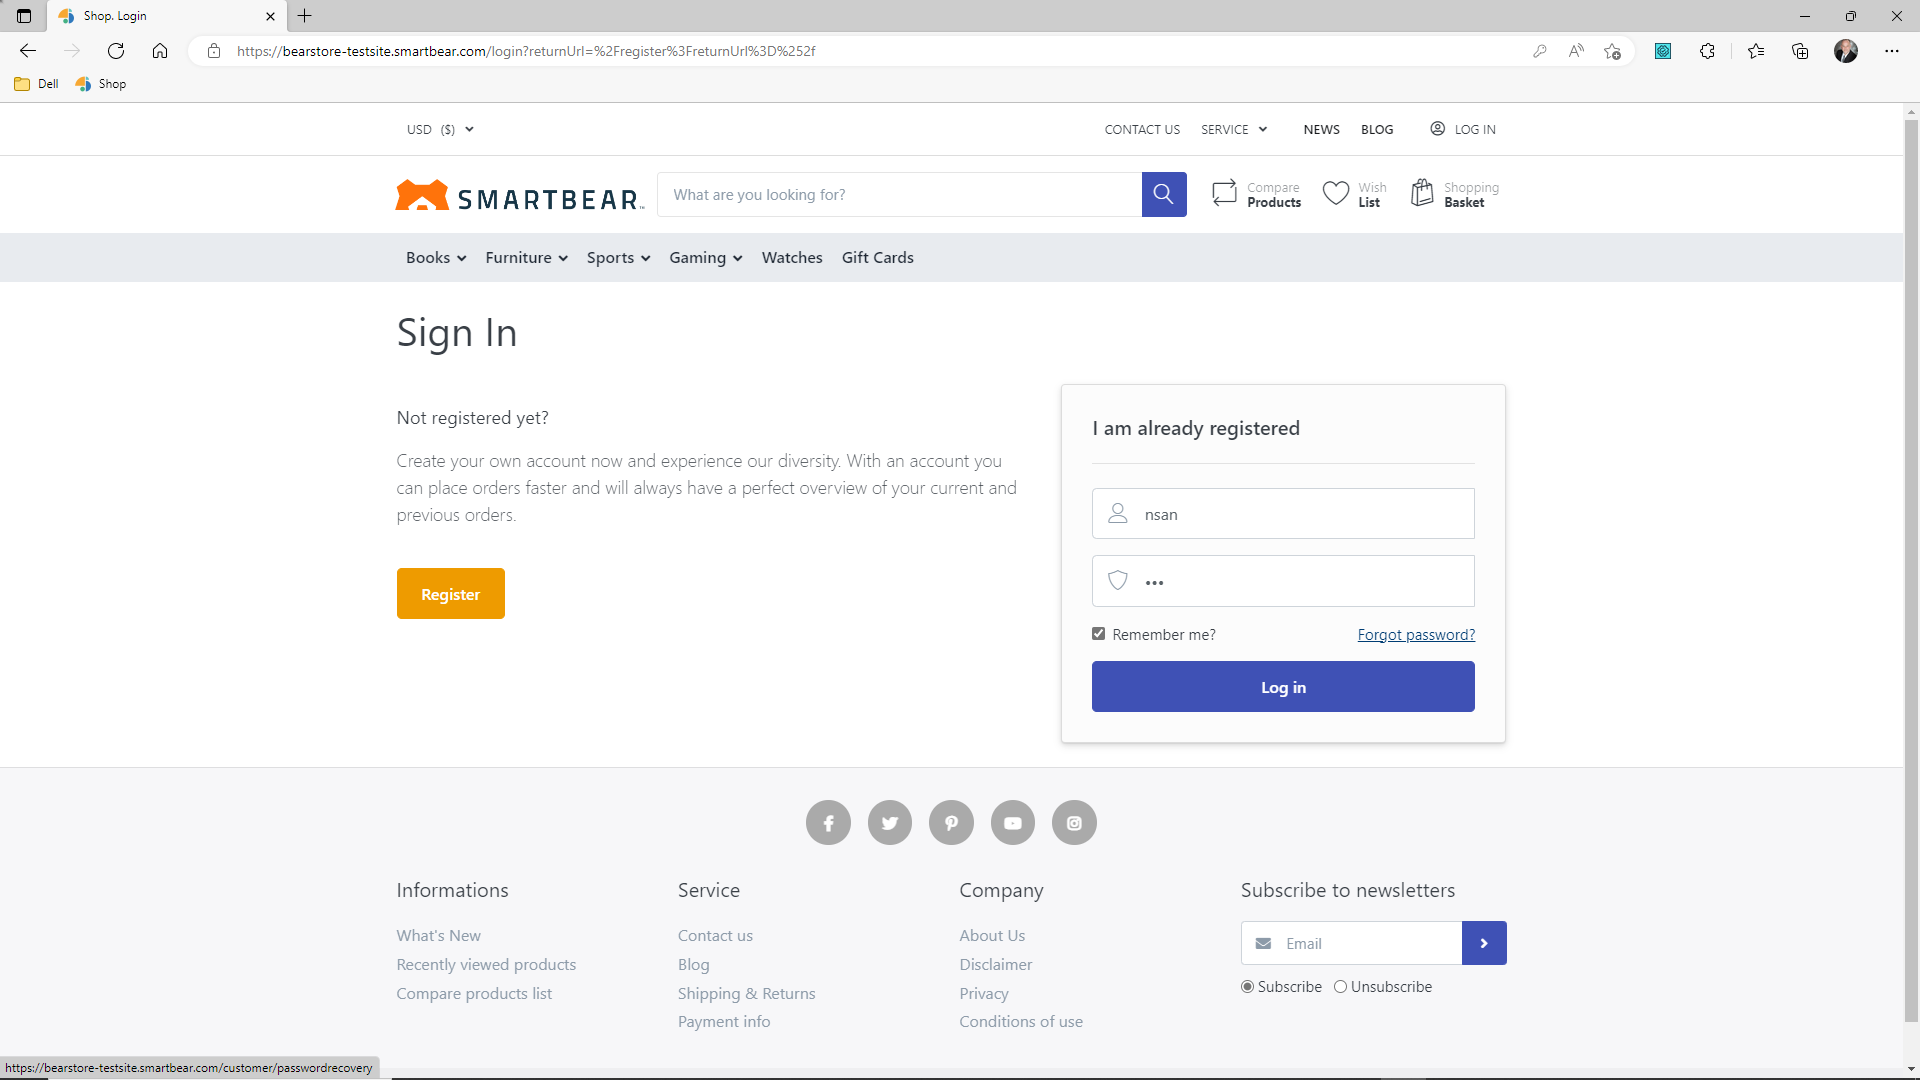 Shop. Login
https://bearstore-testsite.smartbear.com/login?returnUrl=%2Fregister%3FreturnUrl%3D%252f
Dell Shop
USD ($) CONTACT US SERVICE NEWS BLOG LOG IN
SMARTBEAR™ What are you looking for? Compare Products Wish List Shopping Basket
Books Furniture Sports Gaming Watches Gift Cards
Sign In
Not registered yet?
Create your own account now and experience our diversity. With an account you
can place orders faster and will always have a perfect overview of your current and
previous orders.
Register
I am already registered
nsan
•••
Remember me? Forgot password?
Log in
Informations
What's New
Recently viewed products
Compare products list
Service
Contact us
Blog
Shipping & Returns
Payment info
Company
About Us
Disclaimer
Privacy
Conditions of use
Subscribe to newsletters
Email
Subscribe Unsubscribe
https://bearstore-testsite.smartbear.com/customer/passwordrecovery